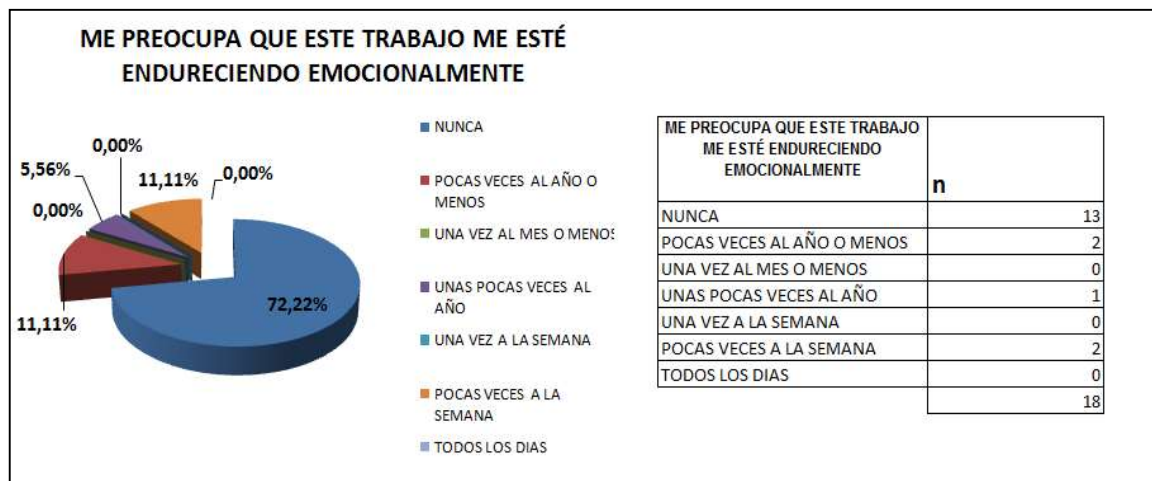 ME PREOCUPA QUE ESTE TRABAJO ME ESTÉ
ENDURECIENDO EMOCIONALMENTE
0,00%
5,56%
11,11%
0,00%
0,00%
72,22%
11,11%
NUNCA
POCAS VECES AL AÑO O
MENOS
UNA VEZ AL MES O MENOS
UNAS POCAS VECES AL
AÑO
UNA VEZ A LA SEMANA
POCAS VECES A LA
SEMANA
TODOS LOS DIAS
ME PREOCUPA QUE ESTE TRABAJO
ME ESTÉ ENDURECIENDO
EMOCIONALMENTE
n
NUNCA 13
POCAS VECES AL AÑO O MENOS 2
UNA VEZ AL MES O MENOS 0
UNAS POCAS VECES AL AÑO 1
UNA VEZ A LA SEMANA 0
POCAS VECES A LA SEMANA 2
TODOS LOS DIAS 0
18